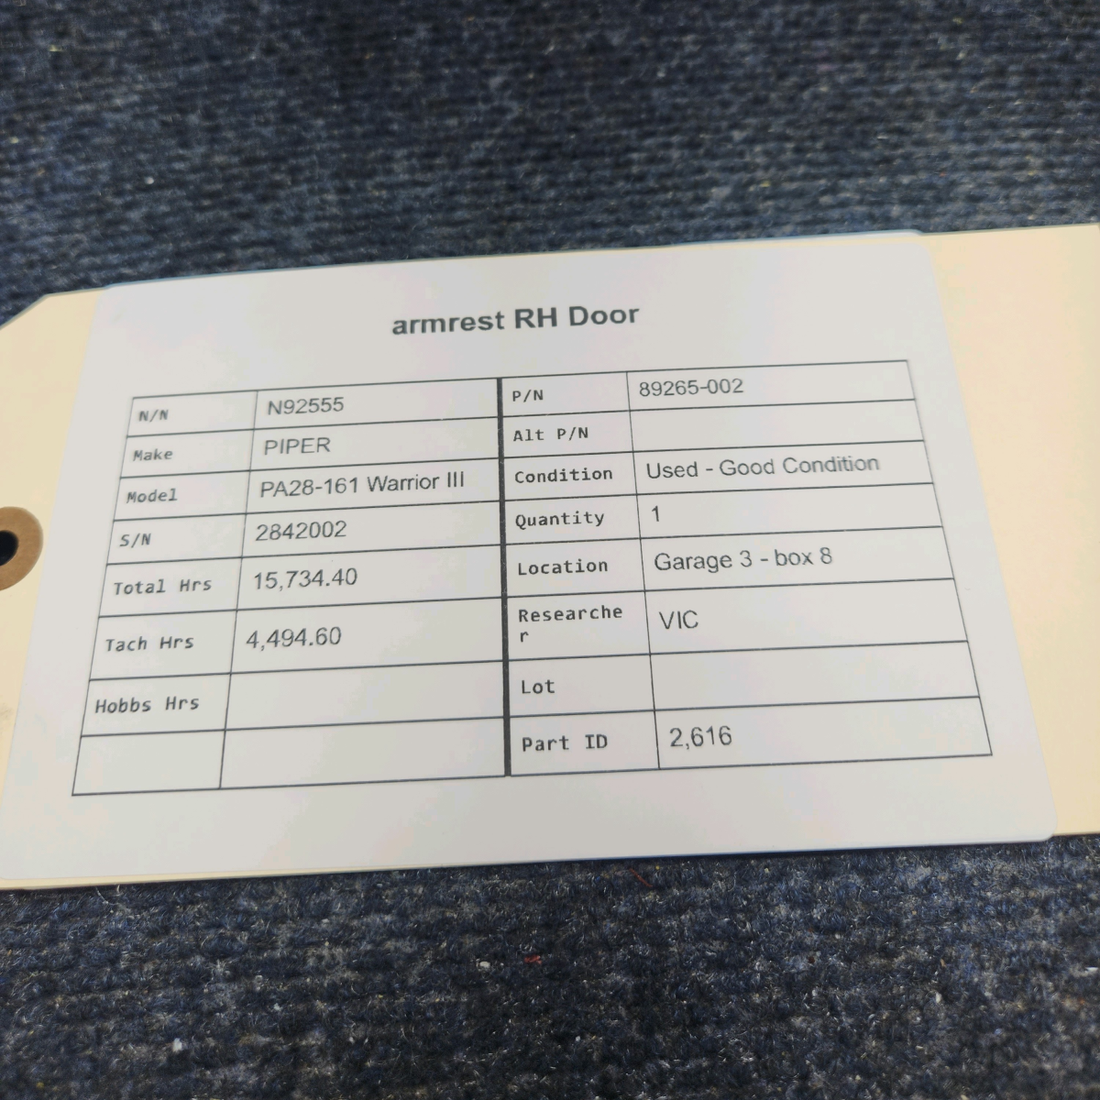 armrest RH Door
N/N N92555 P/N 89265-002
Make PIPER Alt P/N
Model PA28-161 Warrior III Condition Used - Good Condition
S/N 2842002 Quantity 1
Total Hrs 15,734.40 Location Garage 3 - box 8
Tach Hrs 4,494.60 Researche
r VIC
Hobbs Hrs Lot
Part ID 2,616